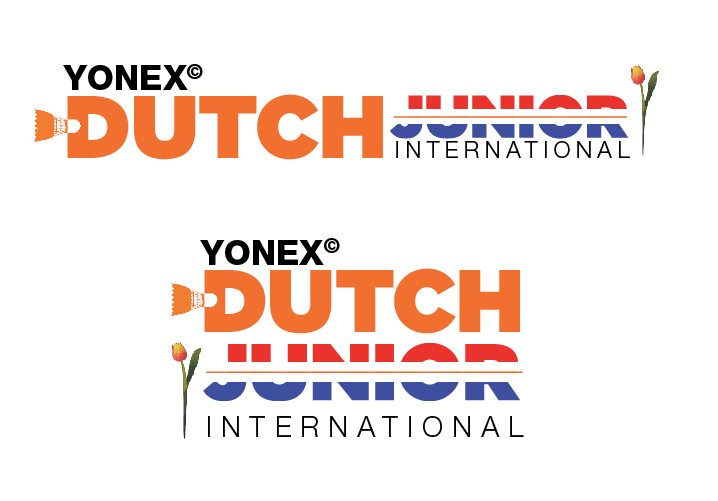 YONEX©
DUTCH JUNIOR
INTERNATIONAL
YONEX©
DUTCH
JUNIOR
INTERNATIONAL